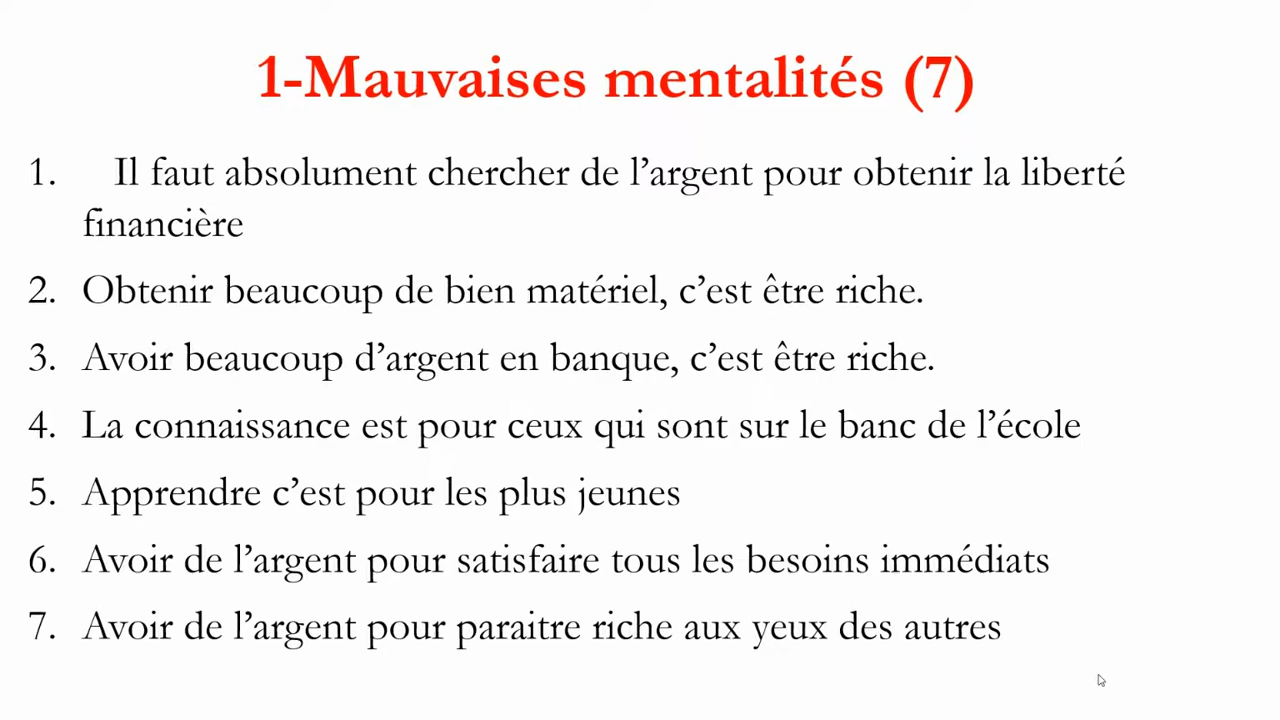 1-Mauvaises mentalités (7)
1. Il faut absolument chercher de l’argent pour obtenir la liberté
financière
2. Obtenir beaucoup de bien matériel, c’est être riche.
3. Avoir beaucoup d’argent en banque, c’est être riche.
4. La connaissance est pour ceux qui sont sur le banc de l’école
5. Apprendre c’est pour les plus jeunes
6. Avoir de l’argent pour satisfaire tous les besoins immédiats
7. Avoir de l’argent pour paraitre riche aux yeux des autres